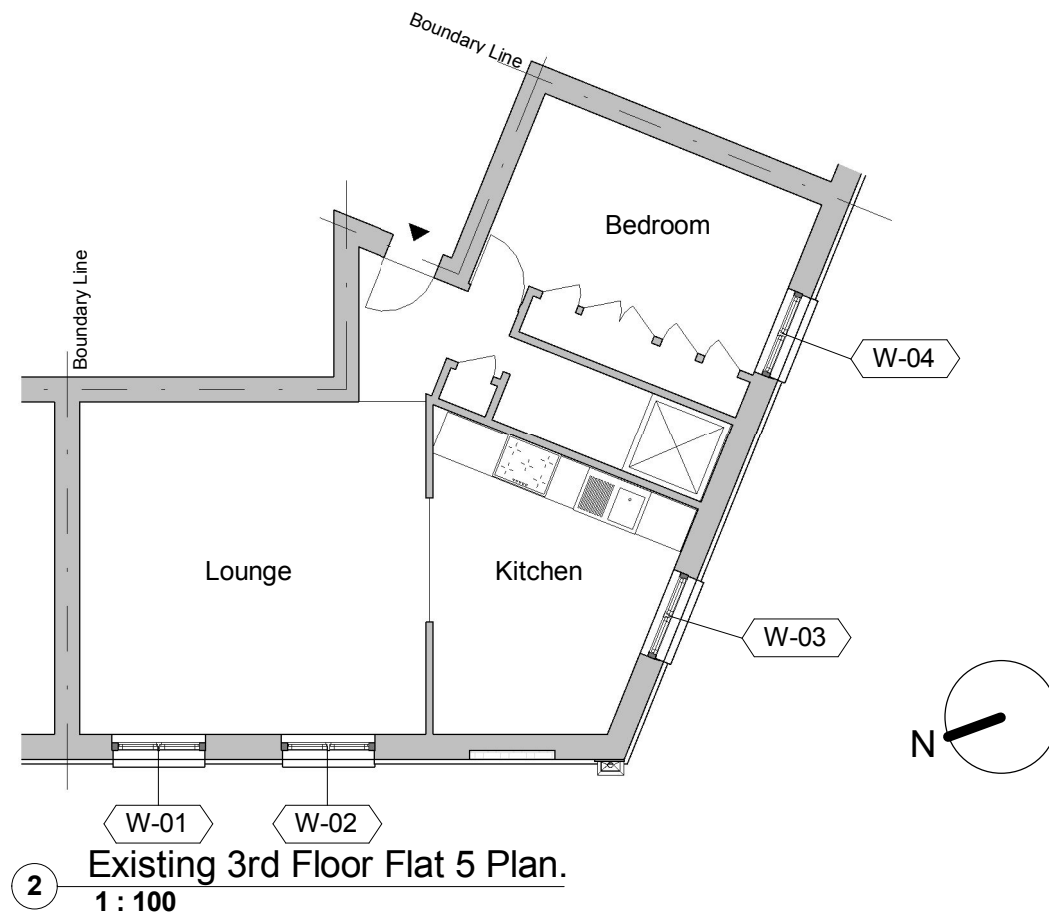 Boundary Line
Bedroom
Boundary Line
W-04
Lounge
Kitchen
W-03
N
W-01
W-02
2
Existing 3rd Floor Flat 5 Plan.
1 : 100